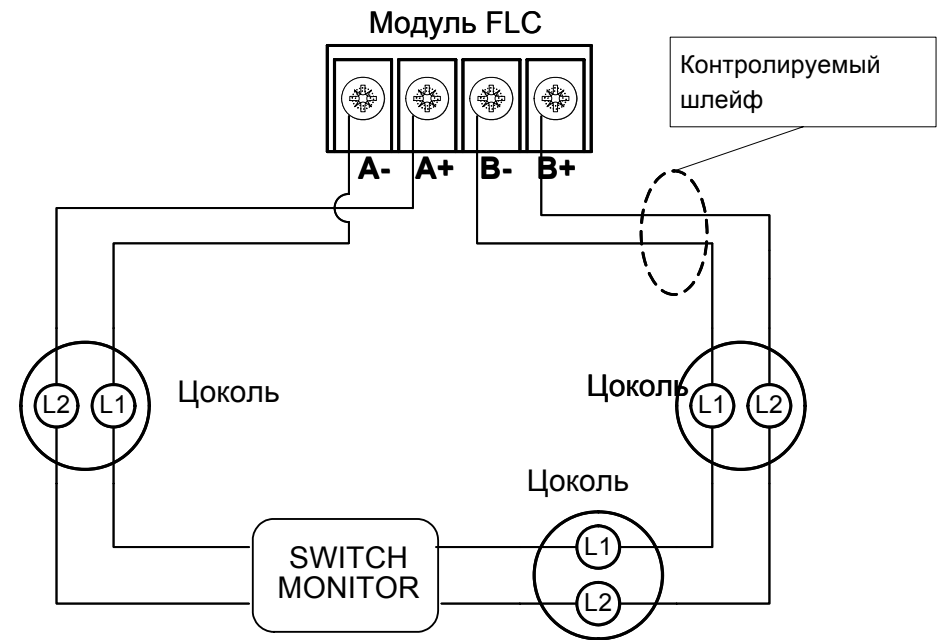 Модуль FLC
Контролируемый
шлейф
A- A+ B- B+
Цоколь
Цоколь
L2 L1
L1 L2
Цоколь
SWITCH
MONITOR
L1
L2